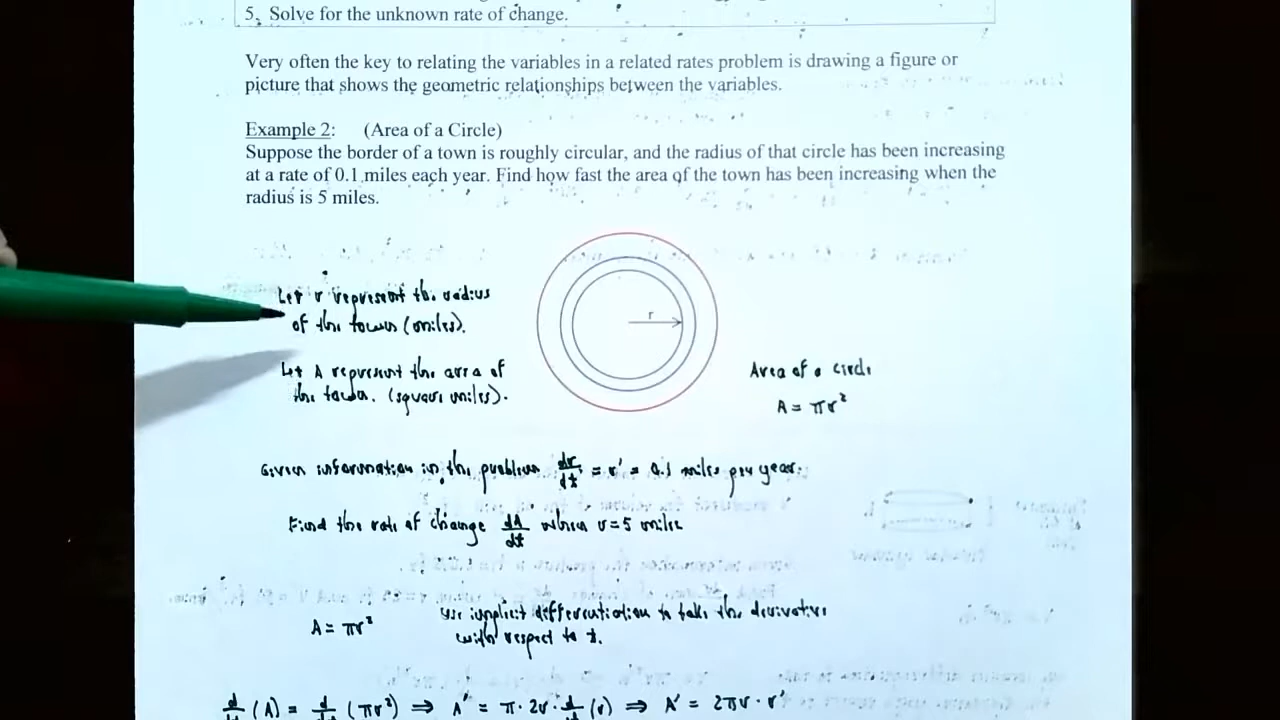 5. Solve for the unknown rate of change.
Very often the key to relating the variables in a related rates problem is drawing a figure or
picture that shows the geometric relationships between the variables.
Example 2: (Area of a Circle)
Suppose the border of a town is roughly circular, and the radius of that circle has been increasing
at a rate of 0.1 miles each year. Find how fast the area of the town has been increasing when the
radius is 5 miles.
Let r represent the radius
of the town (miles).
r
Let A represent the area of
the town. (square miles).
Area of a circle
A = πr²
Given information in the problem dr/dt = r' = 0.1 miles per year.
Find the rate of change dA/dt when r = 5 miles
A = πr²
Use implicit differentiation to take the derivative
with respect to t.
d/dt (A) = d/dt (πr²) ⇒ A' = π · 2r · d/dt (r) ⇒ A' = 2πr · r'